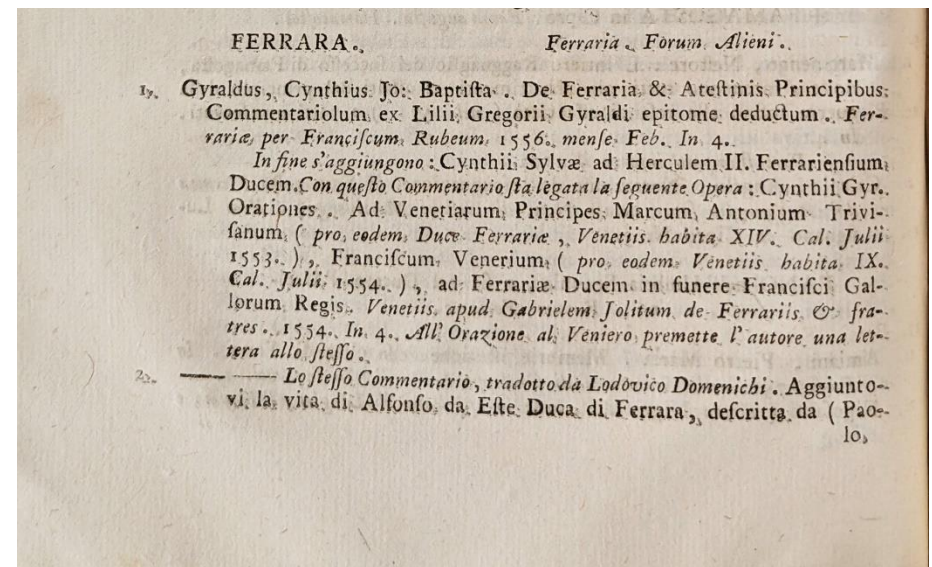 FERRARA. Ferraria. Forum Alieni.
1. Gyraldus, Cynthius Jo: Baptiſta. De Ferraria, & Ateſtinis Principibus
Commentariolum ex Lilii Gregorii Gyraldi epitome deductum. Fer-
rariæ, per Franciſcum Rubeum, 1556. menſe Feb. In 4.
In fine s'aggiungono: Cynthii Sylvæ ad Herculem II. Ferrarienſium
Ducem. Con queſto Commentario ſta legata la ſeguente Opera: Cynthii Gyr.
Orationes. Ad Venetiarum Principes Marcum Antonium Trivi-
ſanum ( pro eodem Duce Ferrariæ, Venetiis habita XIV. Cal. Julii
1553. ), Franciſcum Venerium ( pro eodem Venetiis habita IX.
Cal. Julii 1554. ), ad Ferrariæ Ducem in funere Franciſci Gal-
lorum Regis. Venetiis apud Gabrielem Jolitum de Ferrariis & fra-
tres. 1554. In 4. All' Orazione al Veniero premette l'autore una let-
tera allo ſteſſo.
2. —— —— Lo ſteſſo Commentario, tradotto da Lodovico Domenichi. Aggiunto-
vi la vita di Alfonſo da Eſte Duca di Ferrara, deſcritta da ( Pao-
lo